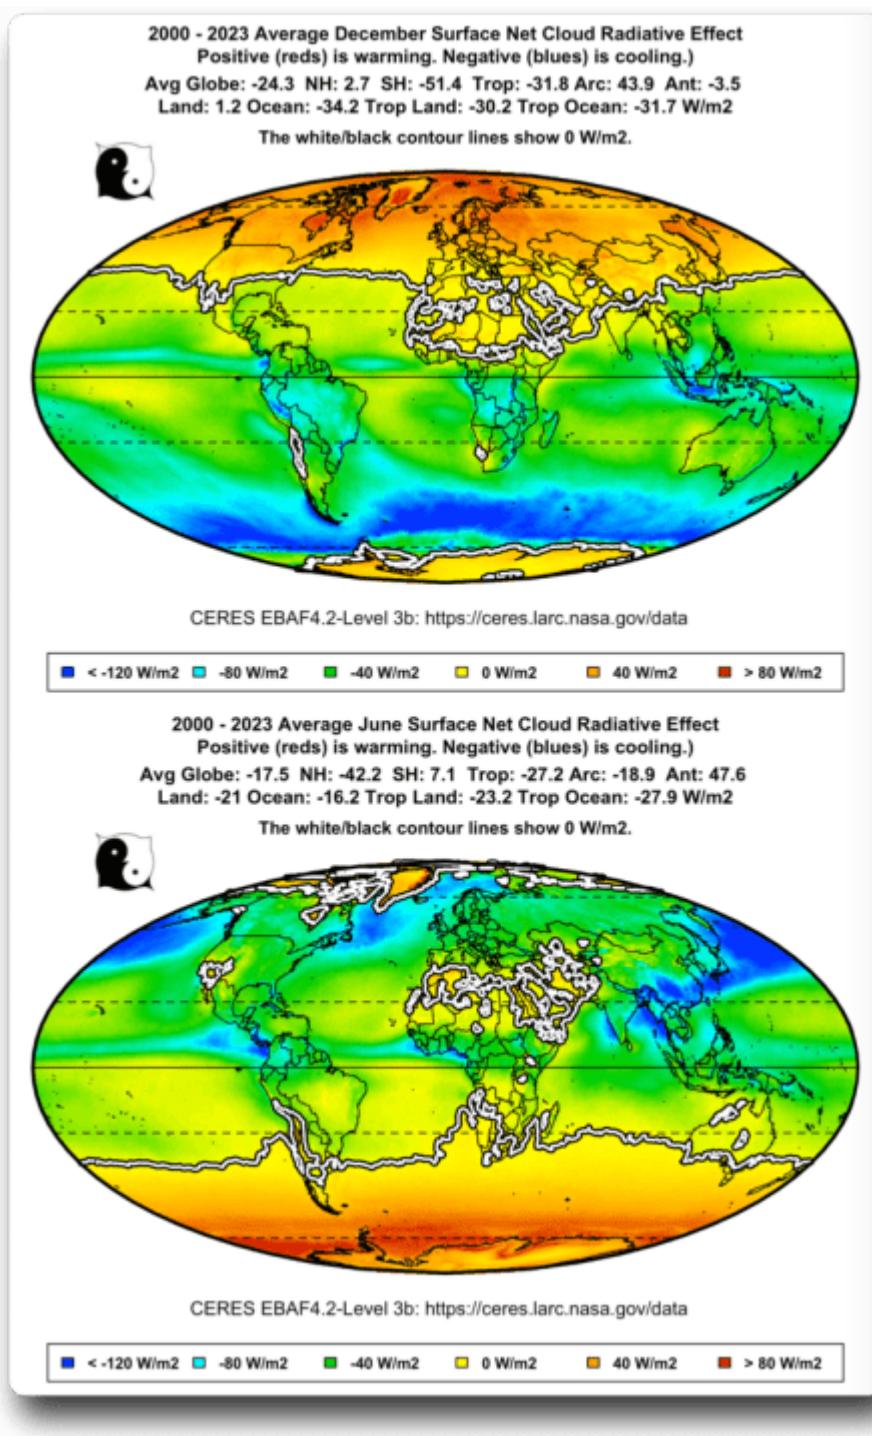 2000 - 2023 Average December Surface Net Cloud Radiative Effect
Positive (reds) is warming. Negative (blues) is cooling.)
Avg Globe: -24.3 NH: 2.7 SH: -51.4 Trop: -31.8 Arc: 43.9 Ant: -3.5
Land: 1.2 Ocean: -34.2 Trop Land: -30.2 Trop Ocean: -31.7 W/m2
The white/black contour lines show 0 W/m2.
CERES EBAF4.2-Level 3b: https://ceres.larc.nasa.gov/data
< -120 W/m2 -80 W/m2 -40 W/m2 0 W/m2 40 W/m2 > 80 W/m2
2000 - 2023 Average June Surface Net Cloud Radiative Effect
Positive (reds) is warming. Negative (blues) is cooling.)
Avg Globe: -17.5 NH: -42.2 SH: 7.1 Trop: -27.2 Arc: -18.9 Ant: 47.6
Land: -21 Ocean: -16.2 Trop Land: -23.2 Trop Ocean: -27.9 W/m2
The white/black contour lines show 0 W/m2.
CERES EBAF4.2-Level 3b: https://ceres.larc.nasa.gov/data
< -120 W/m2 -80 W/m2 -40 W/m2 0 W/m2 40 W/m2 > 80 W/m2